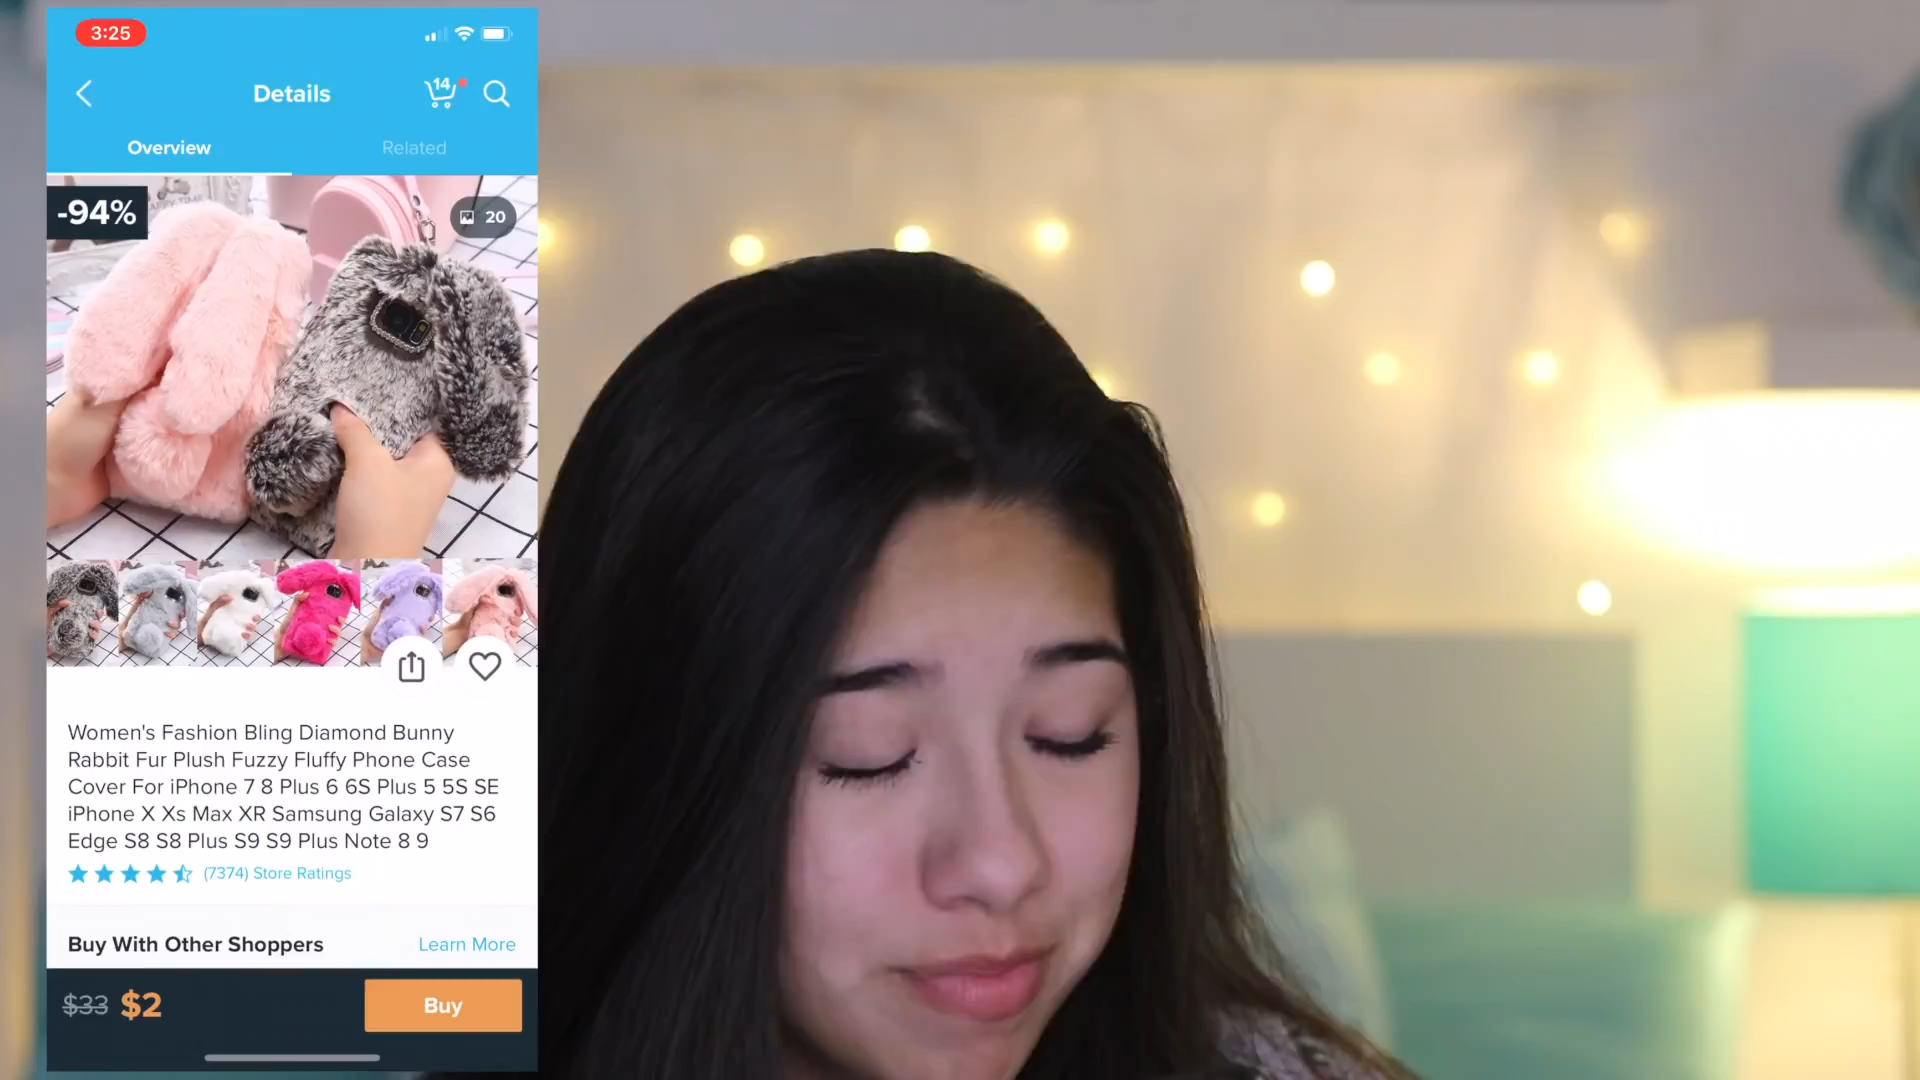 3:25
Details
14
Overview
Related
-94%
20
Women's Fashion Bling Diamond Bunny
Rabbit Fur Plush Fuzzy Fluffy Phone Case
Cover For iPhone 7 8 Plus 6 6S Plus 5 5S SE
iPhone X Xs Max XR Samsung Galaxy S7 S6
Edge S8 S8 Plus S9 S9 Plus Note 8 9
(7374) Store Ratings
Buy With Other Shoppers
Learn More
$33 $2
Buy